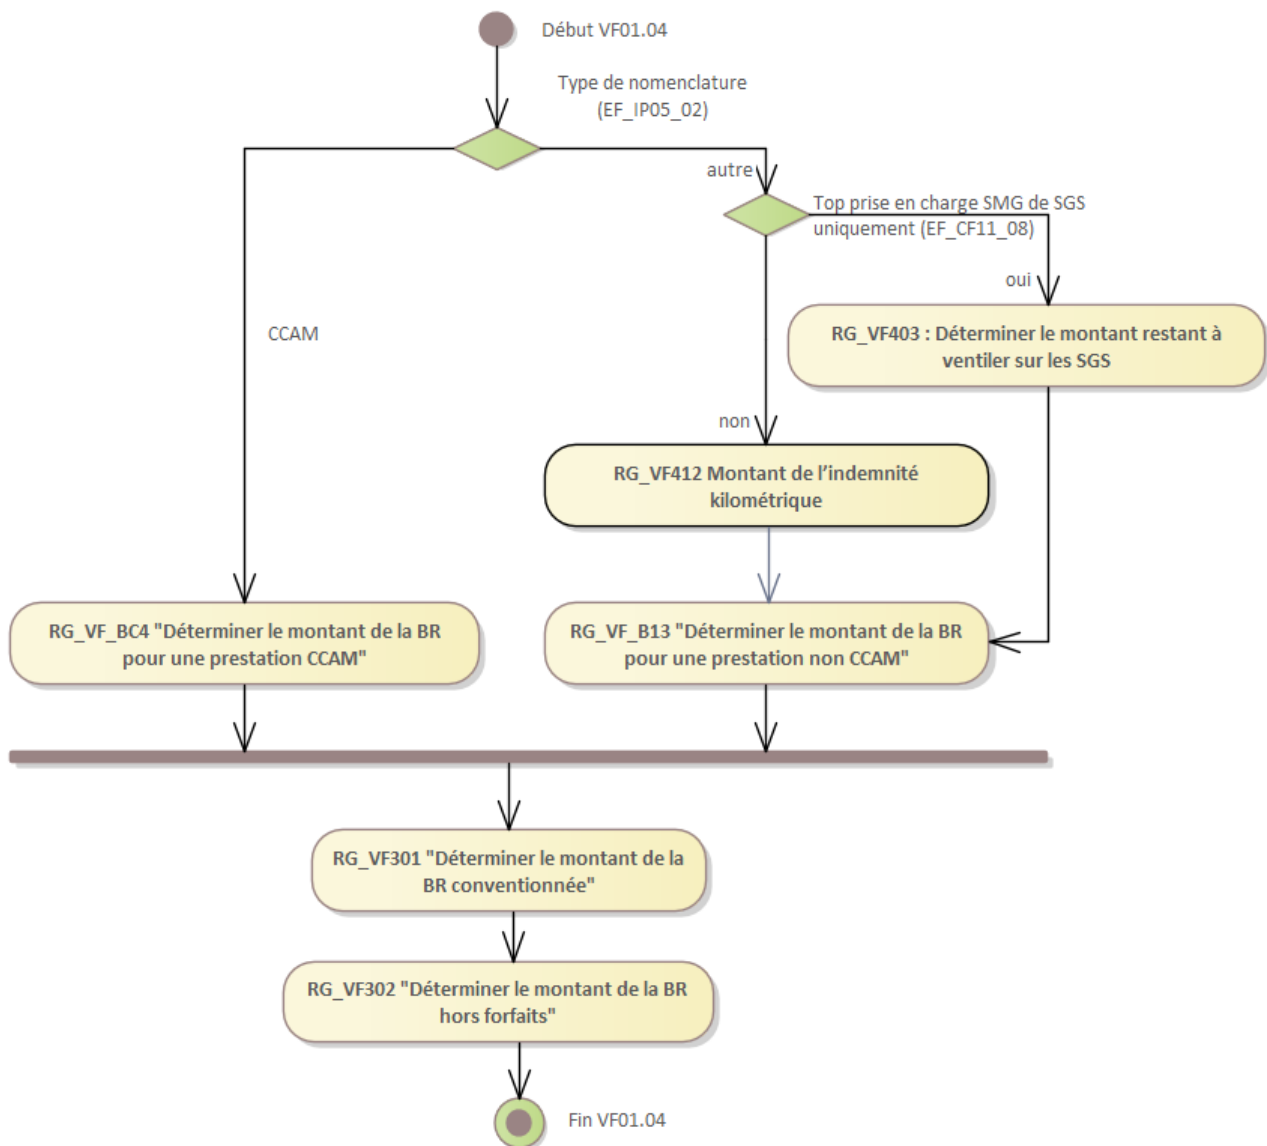 Début VF01.04
Type de nomenclature
(EF_IP05_02)
autre
Top prise en charge SMG de SGS
uniquement (EF_CF11_08)
oui
CCAM
RG_VF403 : Déterminer le montant restant à
ventiler sur les SGS
non
RG_VF412 Montant de l’indemnité
kilométrique
RG_VF_BC4 "Déterminer le montant de la BR
pour une prestation CCAM"
RG_VF_B13 "Déterminer le montant de la BR
pour une prestation non CCAM"
RG_VF301 "Déterminer le montant de la
BR conventionnée"
RG_VF302 "Déterminer le montant de la BR
hors forfaits"
Fin VF01.04